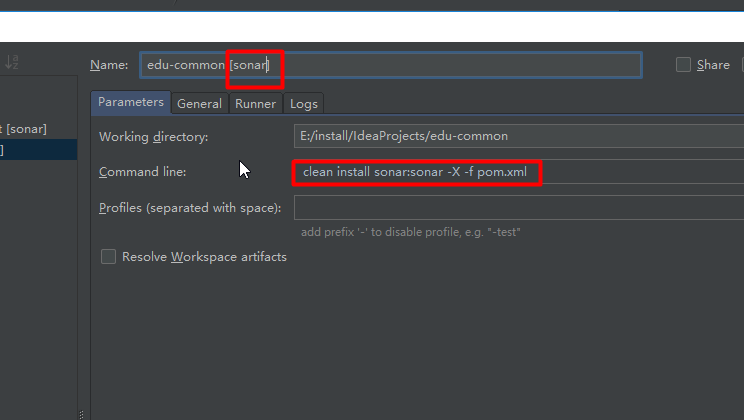 Name: edu-common [sonar] Share
Parameters General Runner Logs
t [sonar]
Working directory: E:/install/IdeaProjects/edu-common
]
Command line: clean install sonar:sonar -X -f pom.xml
Profiles (separated with space):
add prefix '-' to disable profile, e.g. "-test"
Resolve Workspace artifacts